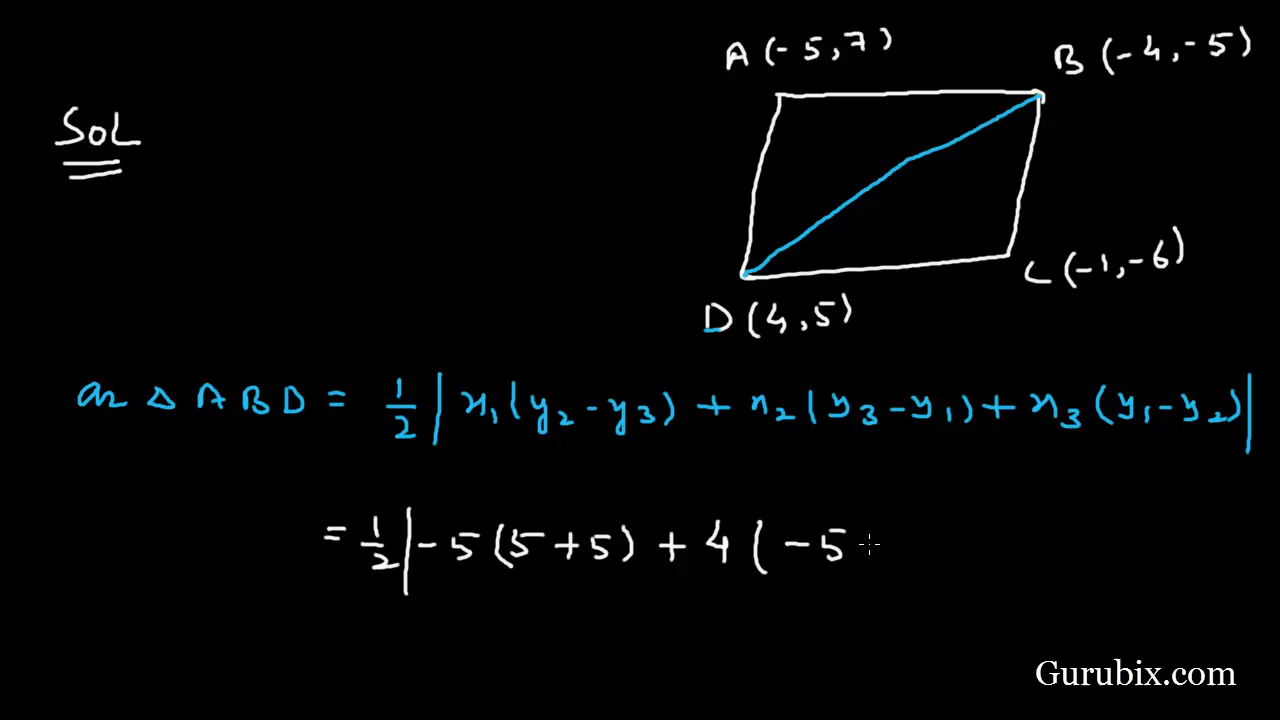 A (-5, 7)
B (-4, -5)
SOL
C (-1, -6)
D (4, 5)
ar Δ ABD = 1/2 | x₁(y₂ - y₃) + x₂(y₃ - y₁) + x₃(y₁ - y₂) |
= 1/2 | -5 (5 + 5) + 4 ( -5
Gurubix.com